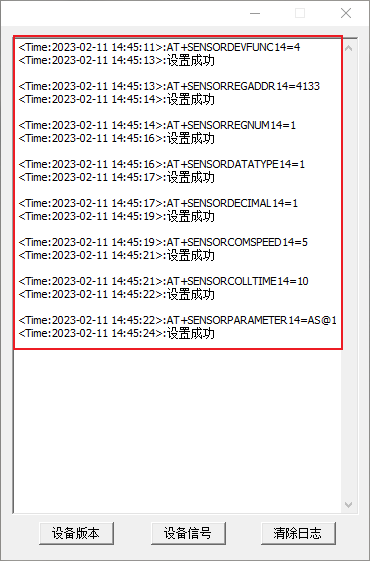 <Time:2023-02-11 14:45:11>:AT+SENSORDEVFUNC14=4
<Time:2023-02-11 14:45:13>:设置成功
<Time:2023-02-11 14:45:13>:AT+SENSORREGADDR14=4133
<Time:2023-02-11 14:45:14>:设置成功
<Time:2023-02-11 14:45:14>:AT+SENSORREGNUM14=1
<Time:2023-02-11 14:45:16>:设置成功
<Time:2023-02-11 14:45:16>:AT+SENSORDATATYPE14=1
<Time:2023-02-11 14:45:17>:设置成功
<Time:2023-02-11 14:45:17>:AT+SENSORDECIMAL14=1
<Time:2023-02-11 14:45:19>:设置成功
<Time:2023-02-11 14:45:19>:AT+SENSORCOMSPEED14=5
<Time:2023-02-11 14:45:21>:设置成功
<Time:2023-02-11 14:45:21>:AT+SENSORCOLLTIME14=10
<Time:2023-02-11 14:45:22>:设置成功
<Time:2023-02-11 14:45:22>:AT+SENSORPARAMETER14=AS@1
<Time:2023-02-11 14:45:24>:设置成功
设备版本 设备信号 清除日志